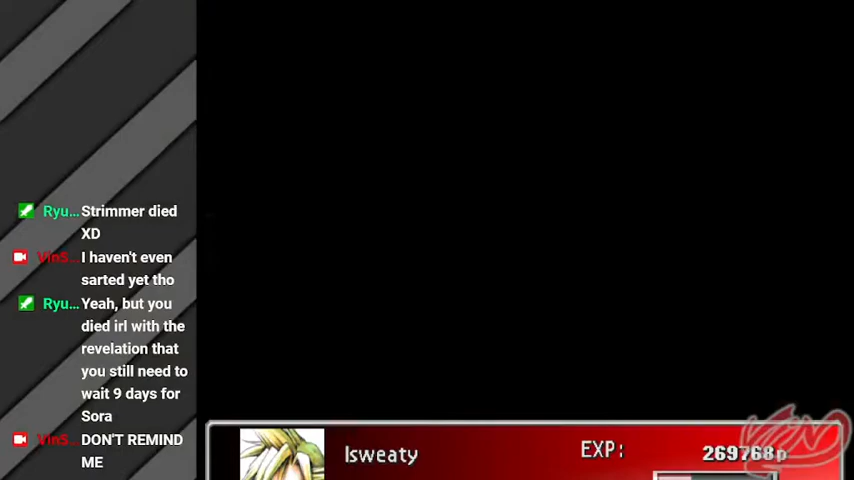 Ryu... Strimmer died
XD
VinS... I haven't even
sarted yet tho
Ryu... Yeah, but you
died irl with the
revelation that
you still need to
wait 9 days for
Sora
VinS... DON'T REMIND
ME
Isweaty EXP: 269768p